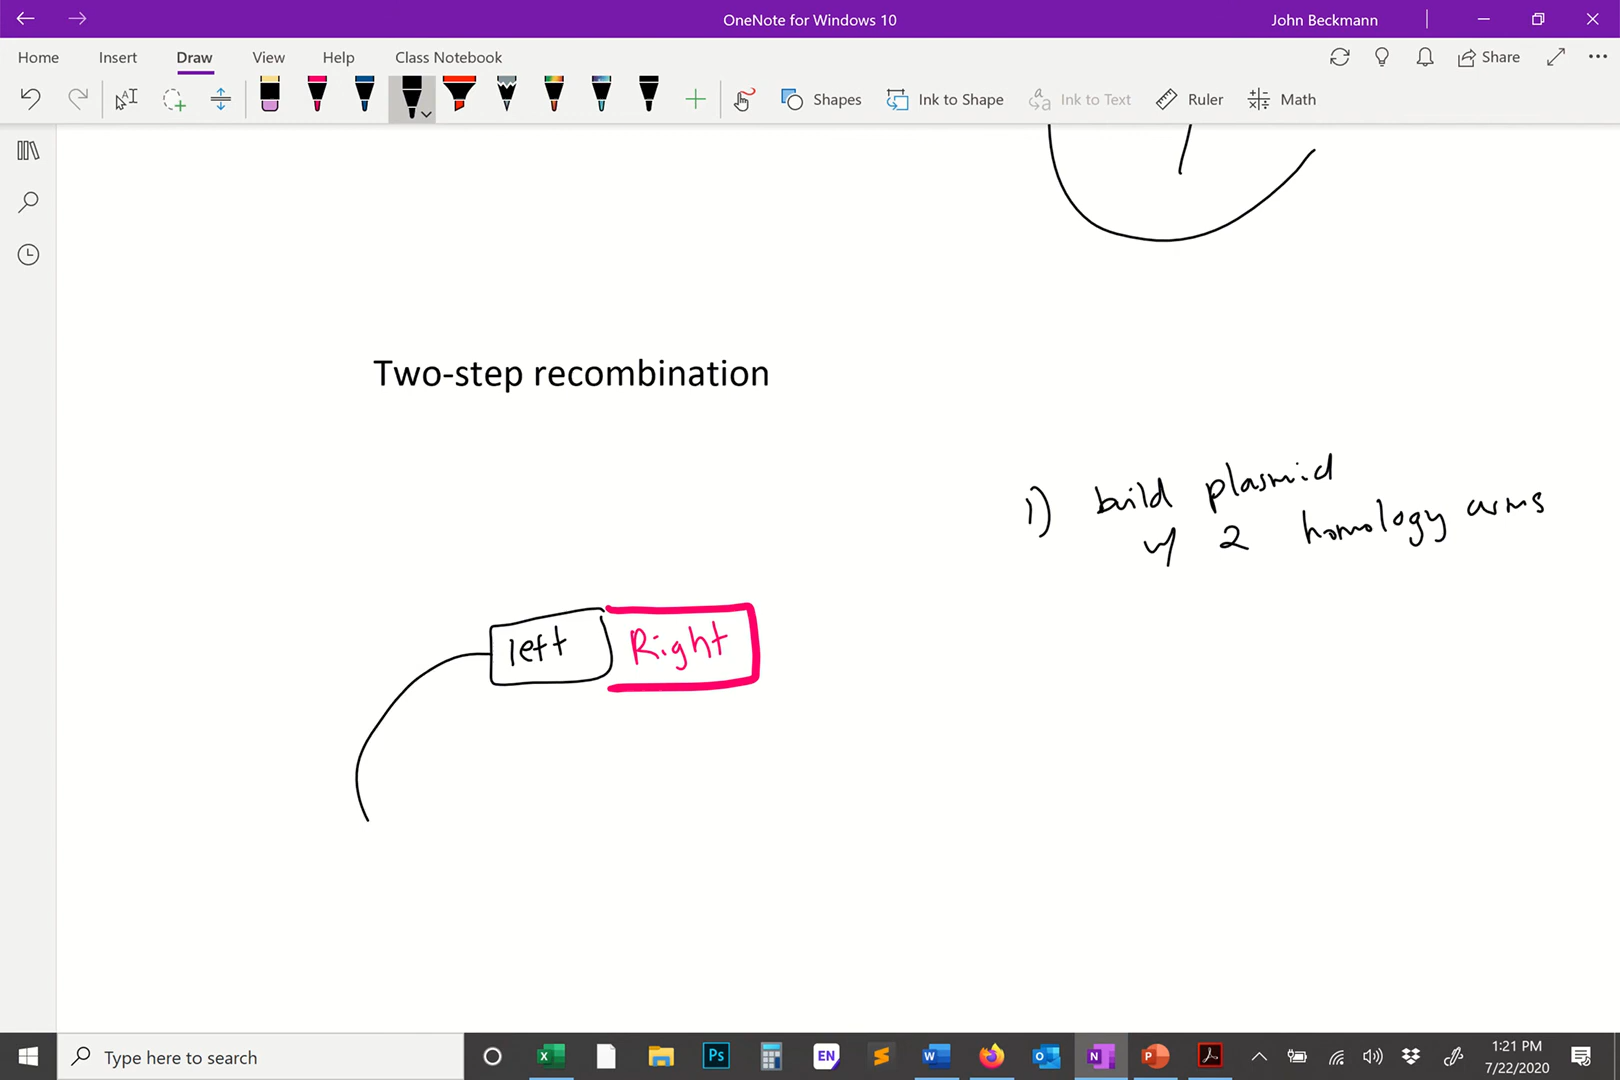 OneNote for Windows 10
John Beckmann
Home Insert Draw View Help Class Notebook
Share
Shapes Ink to Shape Ink to Text Ruler Math
Two-step recombination
1) build plasmid
w/ 2 homology arms
left Right
Type here to search
X Ps EN W N P
1:21 PM
7/22/2020